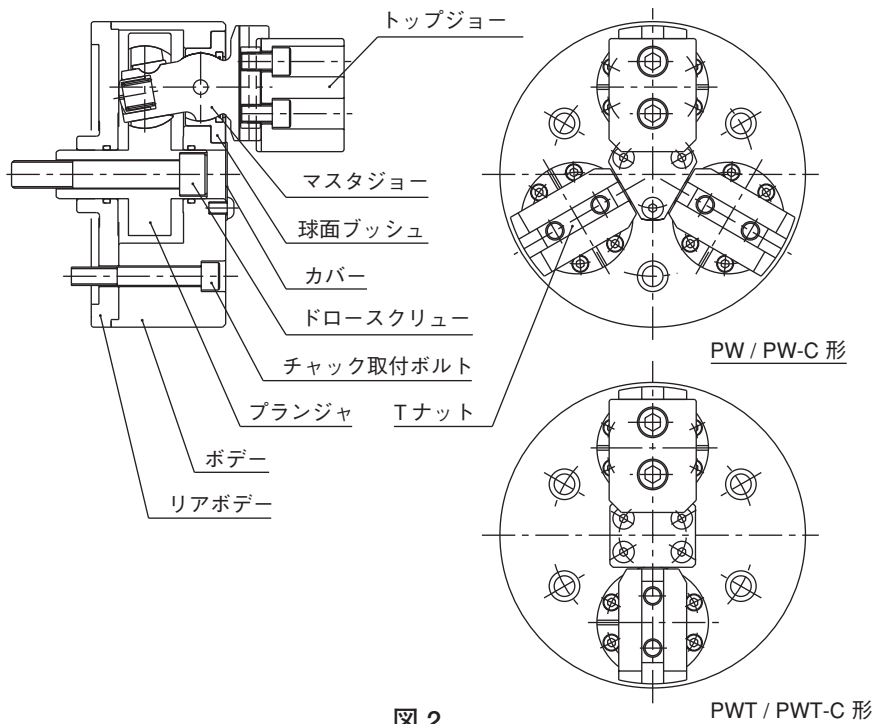 トップジョー
マスタジョー
球面ブッシュ
カバー
ドロースクリュー
チャック取付ボルト
プランジャ
Tナット
ボデー
リアボデー
PW / PW-C 形
PWT / PWT-C 形
図 2